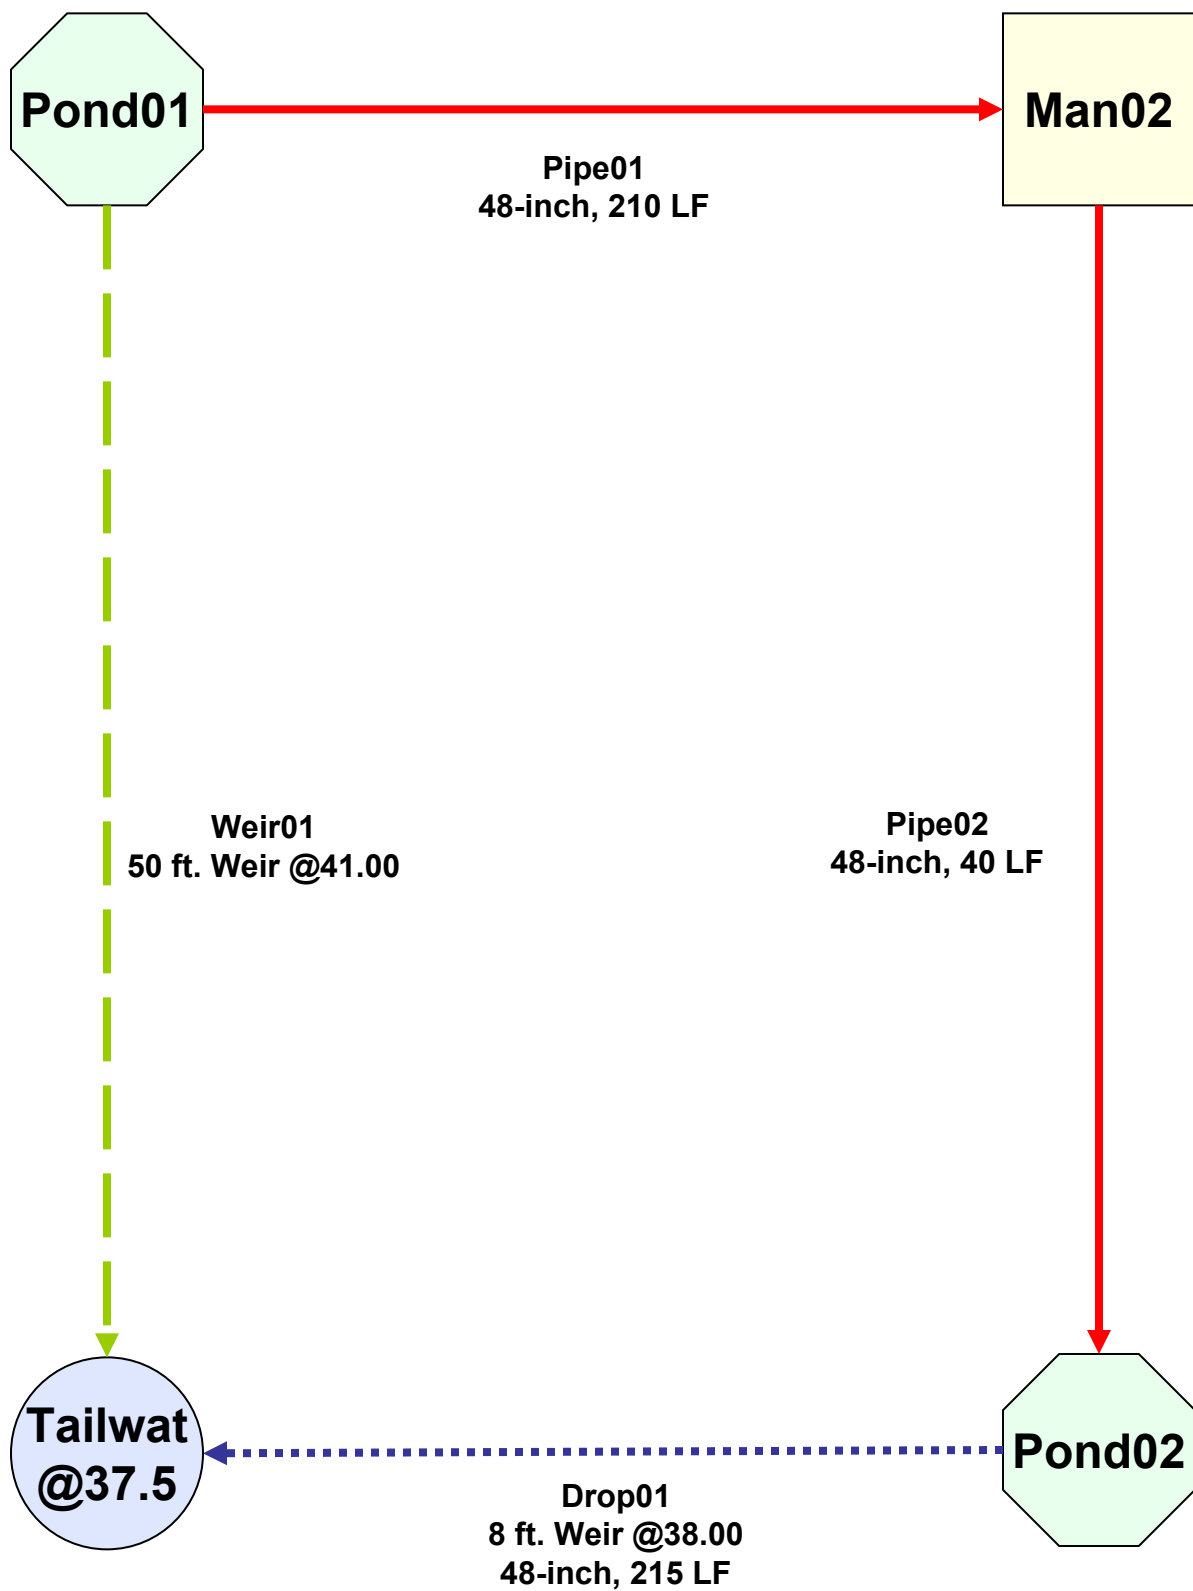 Pond01
Man02
Pipe01
48-inch, 210 LF
Weir01
50 ft. Weir @41.00
Pipe02
48-inch, 40 LF
Tailwat
@37.5
Pond02
Drop01
8 ft. Weir @38.00
48-inch, 215 LF